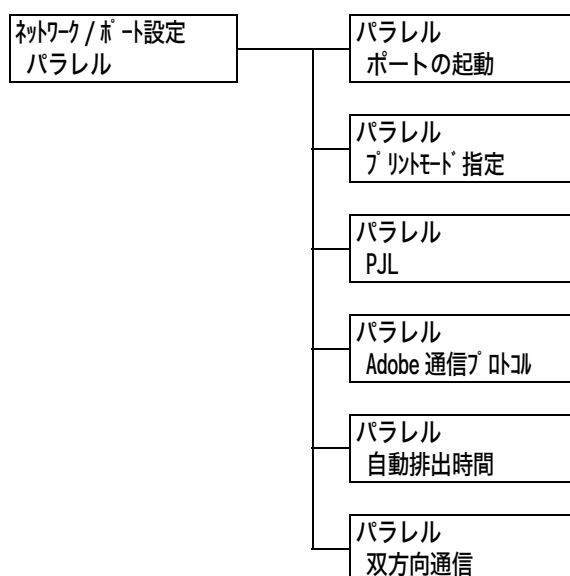 ﾈｯﾄﾜｰｸ / ﾎﾟｰﾄ設定
パラレル
パラレル
ポートの起動
パラレル
ﾌﾟﾘﾝﾄﾓｰﾄﾞ指定
パラレル
PJL
パラレル
Adobe 通信ﾌﾟﾛﾄｺﾙ
パラレル
自動排出時間
パラレル
双方向通信